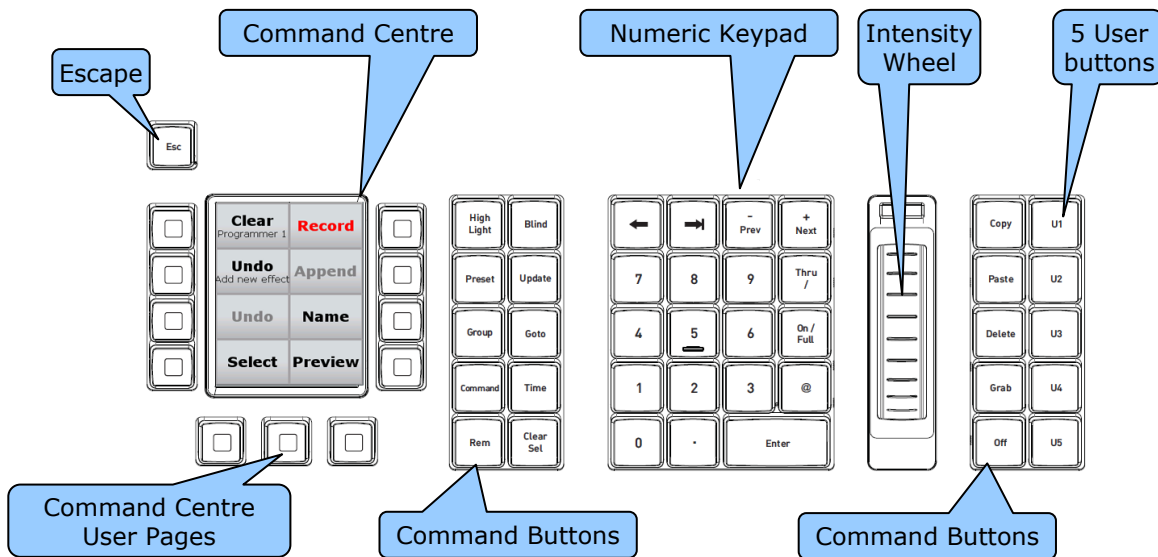 Command Centre
Numeric Keypad
Intensity
Wheel
5 User
buttons
Escape
Esc
Clear
Programmer 1
Record
Undo
Add new effect
Append
Undo
Name
Select
Preview
High
Light
Blind
Preset
Update
Group
Goto
Command
Time
Rem
Clear
Sel
-
Prev
+
Next
7
8
9
Thru
/
4
5
6
On /
Full
1
2
3
@
0
.
Enter
Copy
U1
Paste
U2
Delete
U3
Grab
U4
Off
U5
Command Centre
User Pages
Command Buttons
Command Buttons